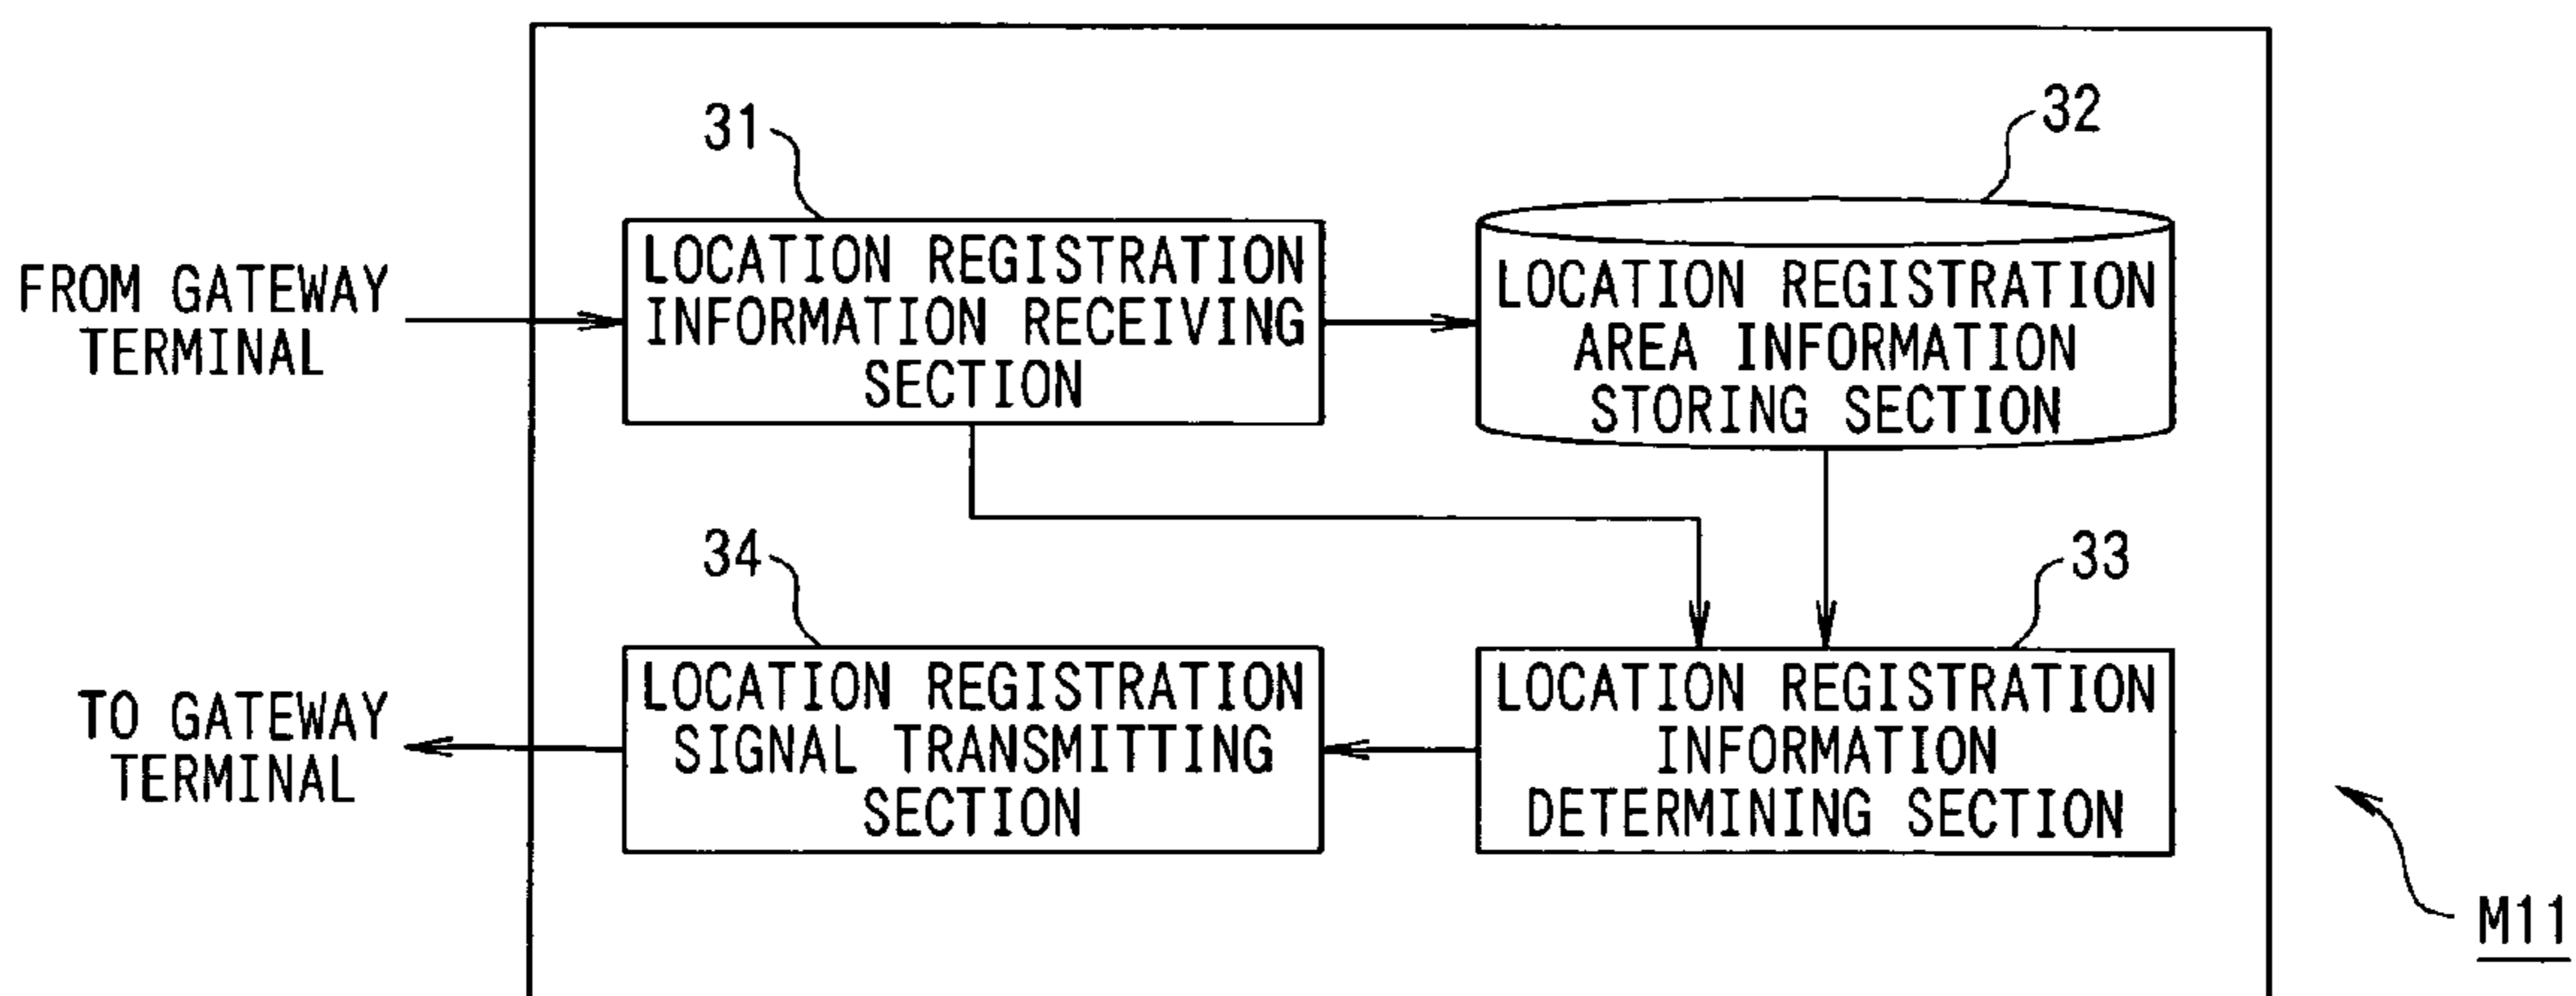 31
32
FROM GATEWAY
TERMINAL
LOCATION REGISTRATION
INFORMATION RECEIVING
SECTION
LOCATION REGISTRATION
AREA INFORMATION
STORING SECTION
34
33
TO GATEWAY
TERMINAL
LOCATION REGISTRATION
SIGNAL TRANSMITTING
SECTION
LOCATION REGISTRATION
INFORMATION
DETERMINING SECTION
M11